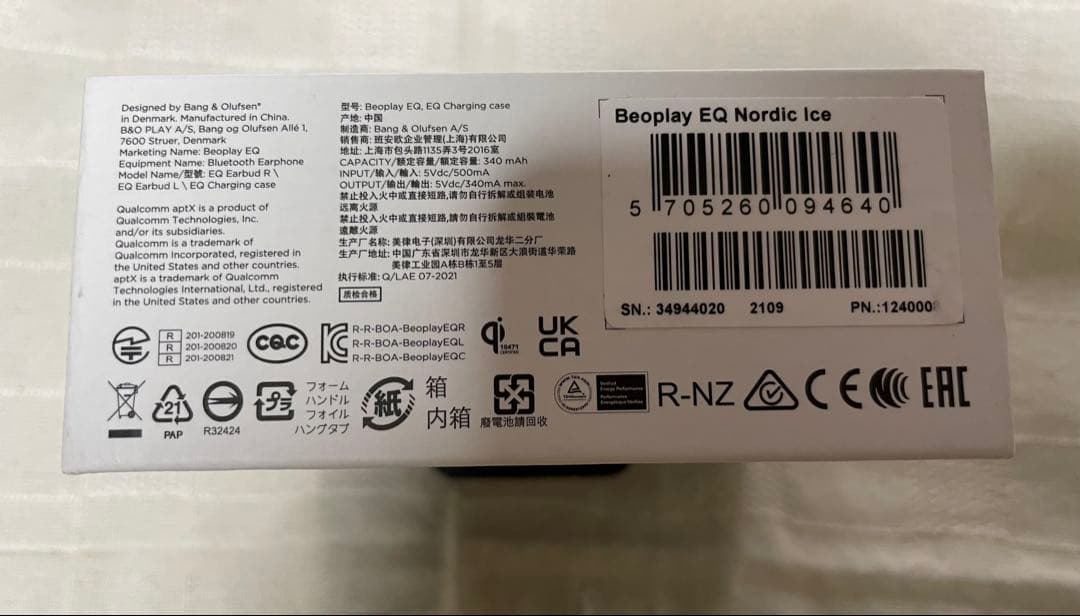 Designed by Bang & Olufsen®
in Denmark. Manufactured in China.
B&O PLAY A/S, Bang og Olufsen Allé 1,
7600 Struer, Denmark
Marketing Name: Beoplay EQ
Equipment Name: Bluetooth Earphone
Model Name/型號: EQ Earbud R \
EQ Earbud L \ EQ Charging case
Qualcomm aptX is a product of
Qualcomm Technologies, Inc.
and/or its subsidiaries.
Qualcomm is a trademark of
Qualcomm Incorporated, registered in
the United States and other countries.
aptX is a trademark of Qualcomm
Technologies International, Ltd., registered
in the United States and other countries.
型号: Beoplay EQ, EQ Charging case
产地: 中国
制造商: Bang & Olufsen A/S
销售商: 班安欧企业管理(上海)有限公司
地址: 上海市包头路1135弄3号2016室
CAPACITY/额定容量/額定容量: 340 mAh
INPUT/输入/輸入: 5Vdc/500mA
OUTPUT/输出/輸出: 5Vdc/340mA max.
禁止投入火中或直接短路,请勿自行拆解或组装电池
远离火源
禁止投入火中或直接短路,請勿自行拆解或組裝電池
遠離火源
生产厂名称: 美律电子(深圳)有限公司龙华二分厂
生产厂地址: 中国广东省深圳市龙华新区大浪街道华荣路
美律工业园A栋B栋1至5层
执行标准: Q/LAE 07-2021
质检合格
Beoplay EQ Nordic Ice
5 705260 094640
SN.: 34944020 2109 PN.:124000
R 201-200819
R 201-200820
R 201-200821
CQC
R-R-BOA-BeoplayEQR
R-R-BOA-BeoplayEQL
R-R-BOA-BeoplayEQC
qi
10471
CERTIFIED
UK
CA
21
PAP
R32424
フォーム
ハンドル
フォイル
ハングタブ
紙
箱
内箱
廢電池請回收
Verified
Energy Performance
Performance
Énergétique Vérifiée
R-NZ
CE
EAC